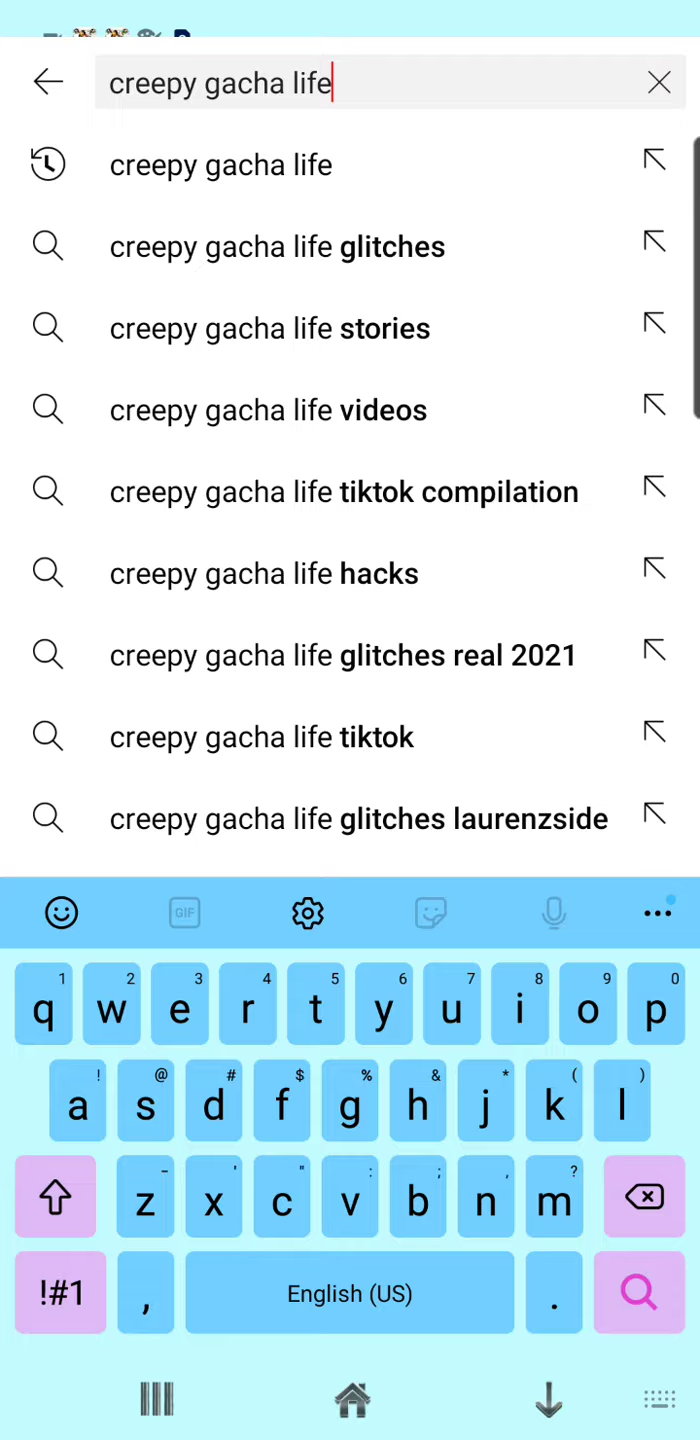 creepy gacha life
creepy gacha life
creepy gacha life glitches
creepy gacha life stories
creepy gacha life videos
creepy gacha life tiktok compilation
creepy gacha life hacks
creepy gacha life glitches real 2021
creepy gacha life tiktok
creepy gacha life glitches laurenzside
GIF
1 2 3 4 5 6 7 8 9 0
q w e r t y u i o p
! @ # $ % & * ( )
a s d f g h j k l
- ' " : ; , ?
z x c v b n m
!#1 , English (US) .